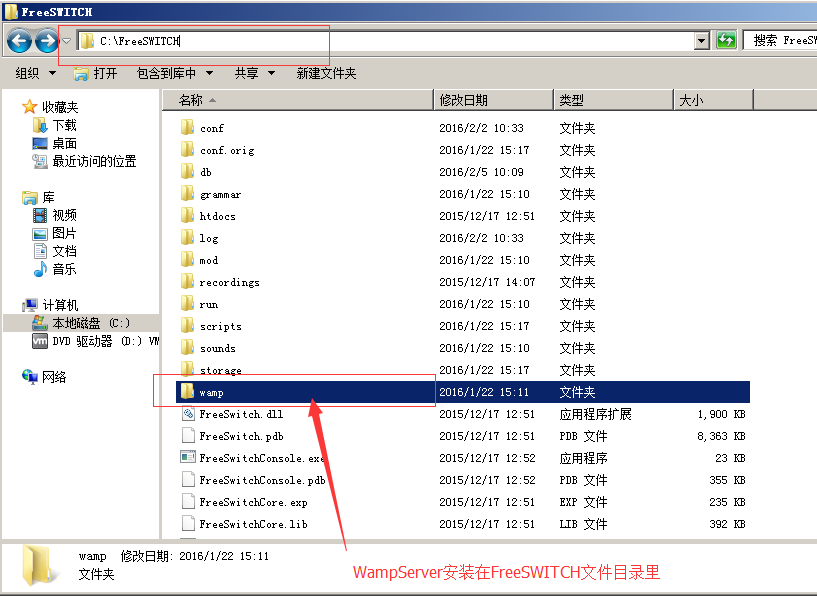 FreeSWITCH
C:\FreeSWITCH
搜索 FreeSW
组织 打开 包含到库中 共享 新建文件夹
名称 修改日期 类型 大小
收藏夹
下载
桌面
最近访问的位置
库
视频
图片
文档
音乐
计算机
本地磁盘 (C:)
DVD 驱动器 (D:) VM
网络
conf 2016/2/2 10:33 文件夹
conf.orig 2016/1/22 15:17 文件夹
db 2016/2/5 10:09 文件夹
grammar 2016/1/22 15:10 文件夹
htdocs 2015/12/17 12:51 文件夹
log 2016/2/2 10:33 文件夹
mod 2016/1/22 15:10 文件夹
recordings 2015/12/17 14:07 文件夹
run 2016/1/22 15:10 文件夹
scripts 2016/1/22 15:17 文件夹
sounds 2016/1/22 15:10 文件夹
storage 2016/1/22 15:17 文件夹
wamp 2016/1/22 15:11 文件夹
FreeSwitch.dll 2015/12/17 12:51 应用程序扩展 1,900 KB
FreeSwitch.pdb 2015/12/17 12:51 PDB 文件 8,363 KB
FreeSwitchConsole.exe 2015/12/17 12:52 应用程序 23 KB
FreeSwitchConsole.pdb 2015/12/17 12:52 PDB 文件 355 KB
FreeSwitchCore.exp 2015/12/17 12:51 EXP 文件 235 KB
FreeSwitchCore.lib 2015/12/17 12:51 LIB 文件 392 KB
wamp 修改日期: 2016/1/22 15:11
文件夹
WampServer安装在FreeSWITCH文件目录里